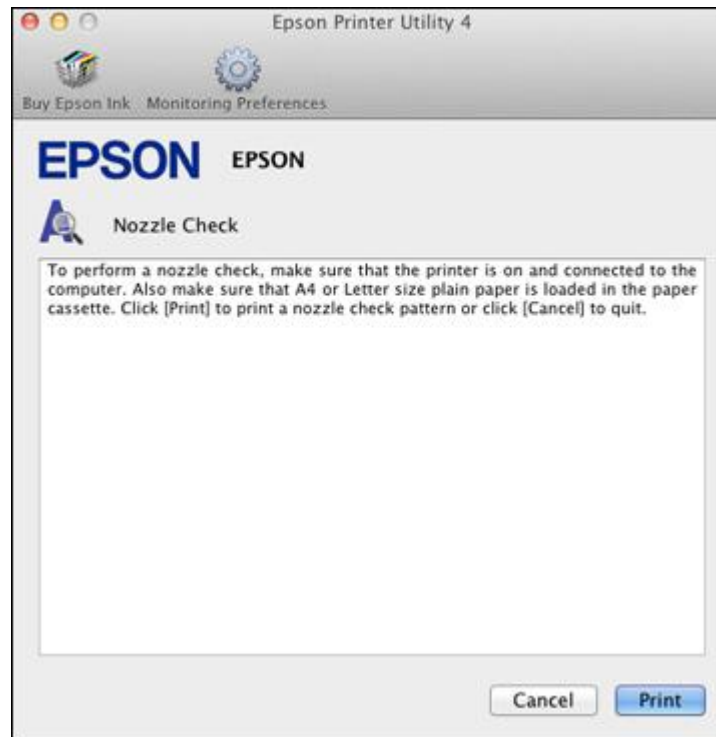 Epson Printer Utility 4
Buy Epson Ink Monitoring Preferences
EPSON EPSON
Nozzle Check
To perform a nozzle check, make sure that the printer is on and connected to the
computer. Also make sure that A4 or Letter size plain paper is loaded in the paper
cassette. Click [Print] to print a nozzle check pattern or click [Cancel] to quit.
Cancel Print